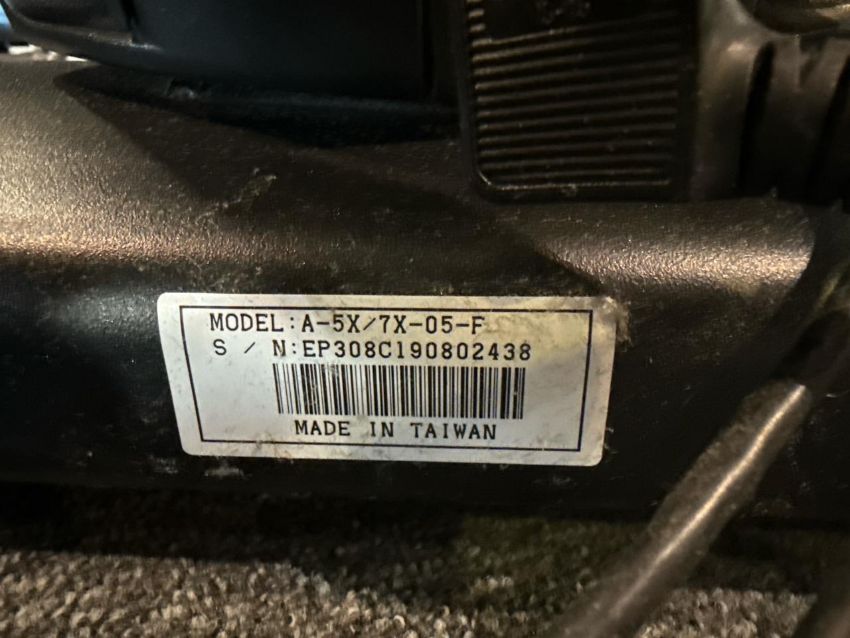 MODEL:A-5X/7X-05-F
S / N:EP308C190802438
MADE IN TAIWAN